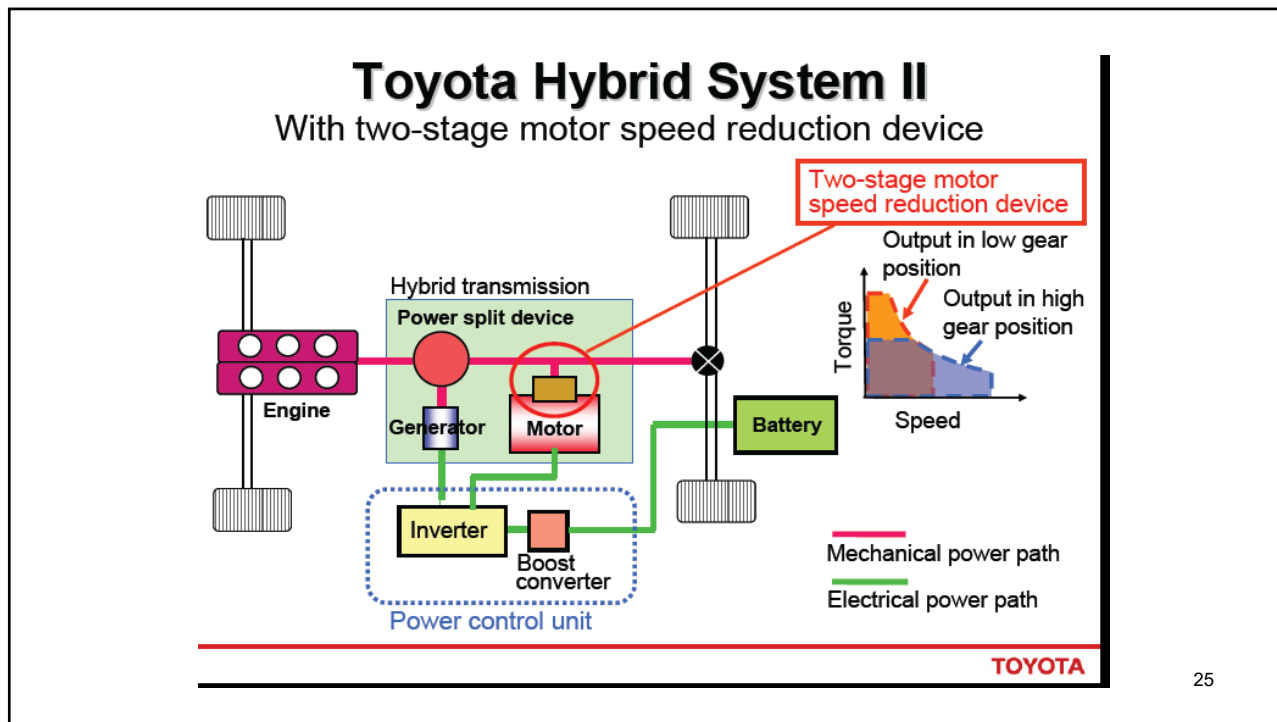 Toyota Hybrid System II
With two-stage motor speed reduction device
Two-stage motor
speed reduction device
Output in low gear
position
Output in high
gear position
Torque
Speed
Hybrid transmission
Power split device
Engine
Generator
Motor
Battery
Inverter
Boost
converter
Power control unit
Mechanical power path
Electrical power path
TOYOTA
25